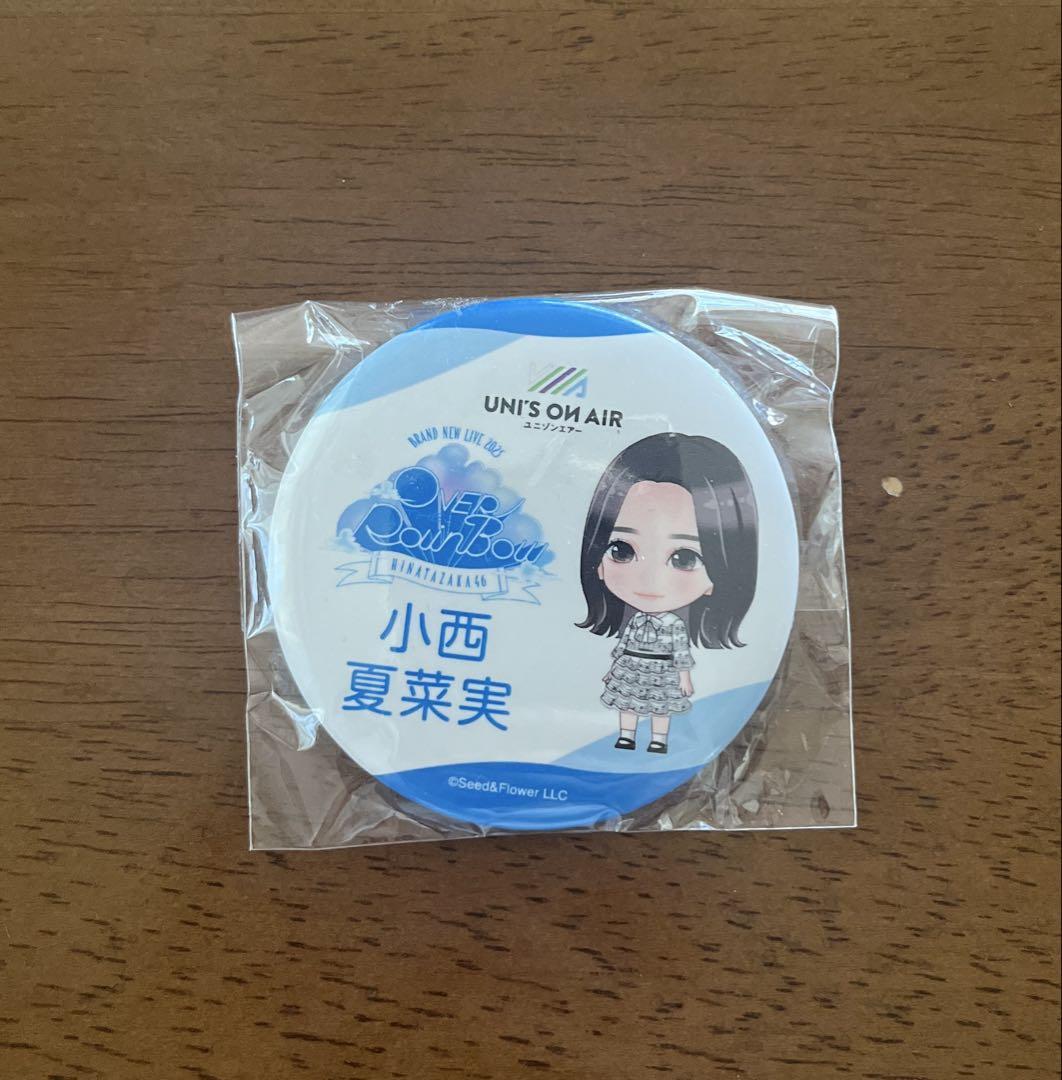 UNI'S ON AIR
ユニゾンエアー
BRAND NEW LIVE 2025
OVER RAINBOW
HINATAZAKA46
小西
夏菜実
©Seed&Flower LLC